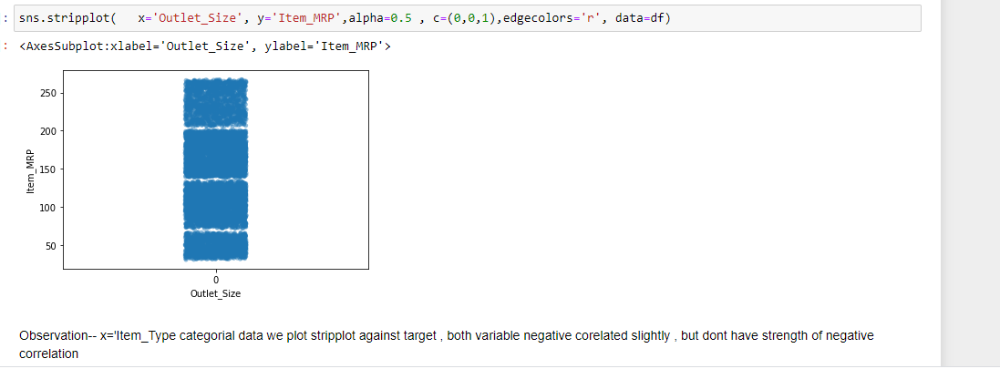 : sns.stripplot(   x='Outlet_Size', y='Item_MRP',alpha=0.5 , c=(0,0,1),edgecolors='r', data=df)
: <AxesSubplot:xlabel='Outlet_Size', ylabel='Item_MRP'>
250
200
150
100
50
Item_MRP
0
Outlet_Size
Observation-- x='Item_Type categorial data we plot stripplot against target , both variable negative corelated slightly , but dont have strength of negative
correlation